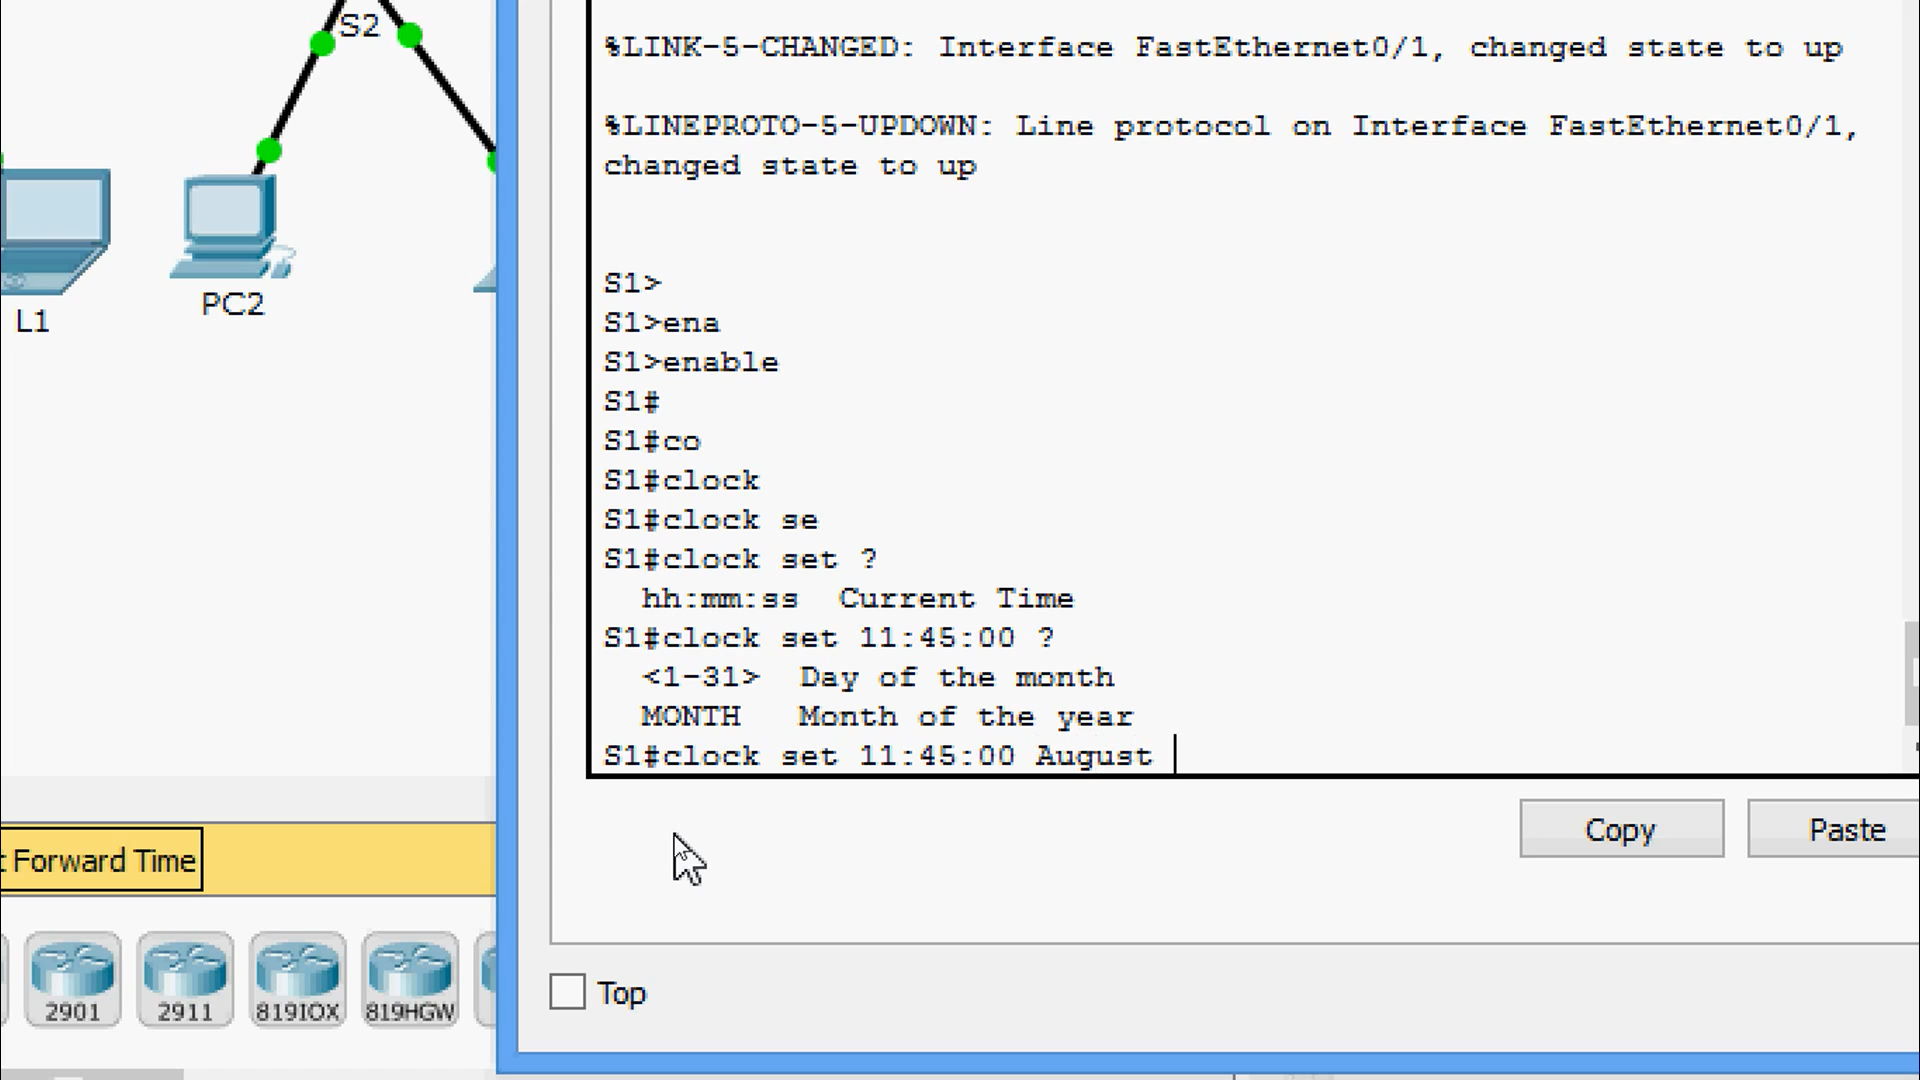 S2
L1
PC2
%LINK-5-CHANGED: Interface FastEthernet0/1, changed state to up
%LINEPROTO-5-UPDOWN: Line protocol on Interface FastEthernet0/1,
changed state to up
S1>
S1>ena
S1>enable
S1#
S1#co
S1#clock
S1#clock se
S1#clock set ?
hh:mm:ss  Current Time
S1#clock set 11:45:00 ?
<1-31>  Day of the month
MONTH   Month of the year
S1#clock set 11:45:00 August
Copy
Paste
Forward Time
2901
2911
819IOX
819HGW
Top